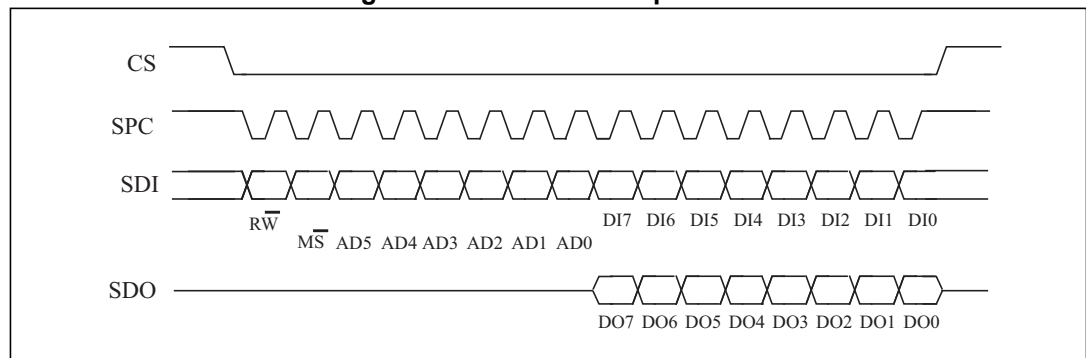 CS
SPC
SDI
RW
MS AD5 AD4 AD3 AD2 AD1 AD0
DI7 DI6 DI5 DI4 DI3 DI2 DI1 DI0
SDO
DO7 DO6 DO5 DO4 DO3 DO2 DO1 DO0